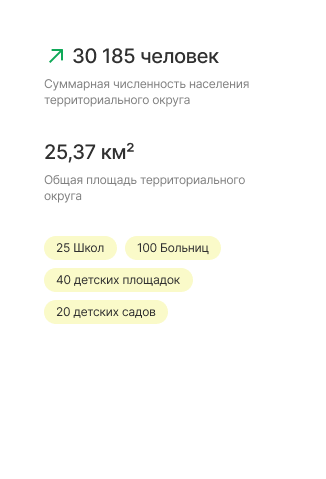 30 185 человек
Суммарная численность населения
территориального округа
25,37 км²
Общая площадь территориального
округа
25 Школ
100 Больниц
40 детских площадок
20 детских садов